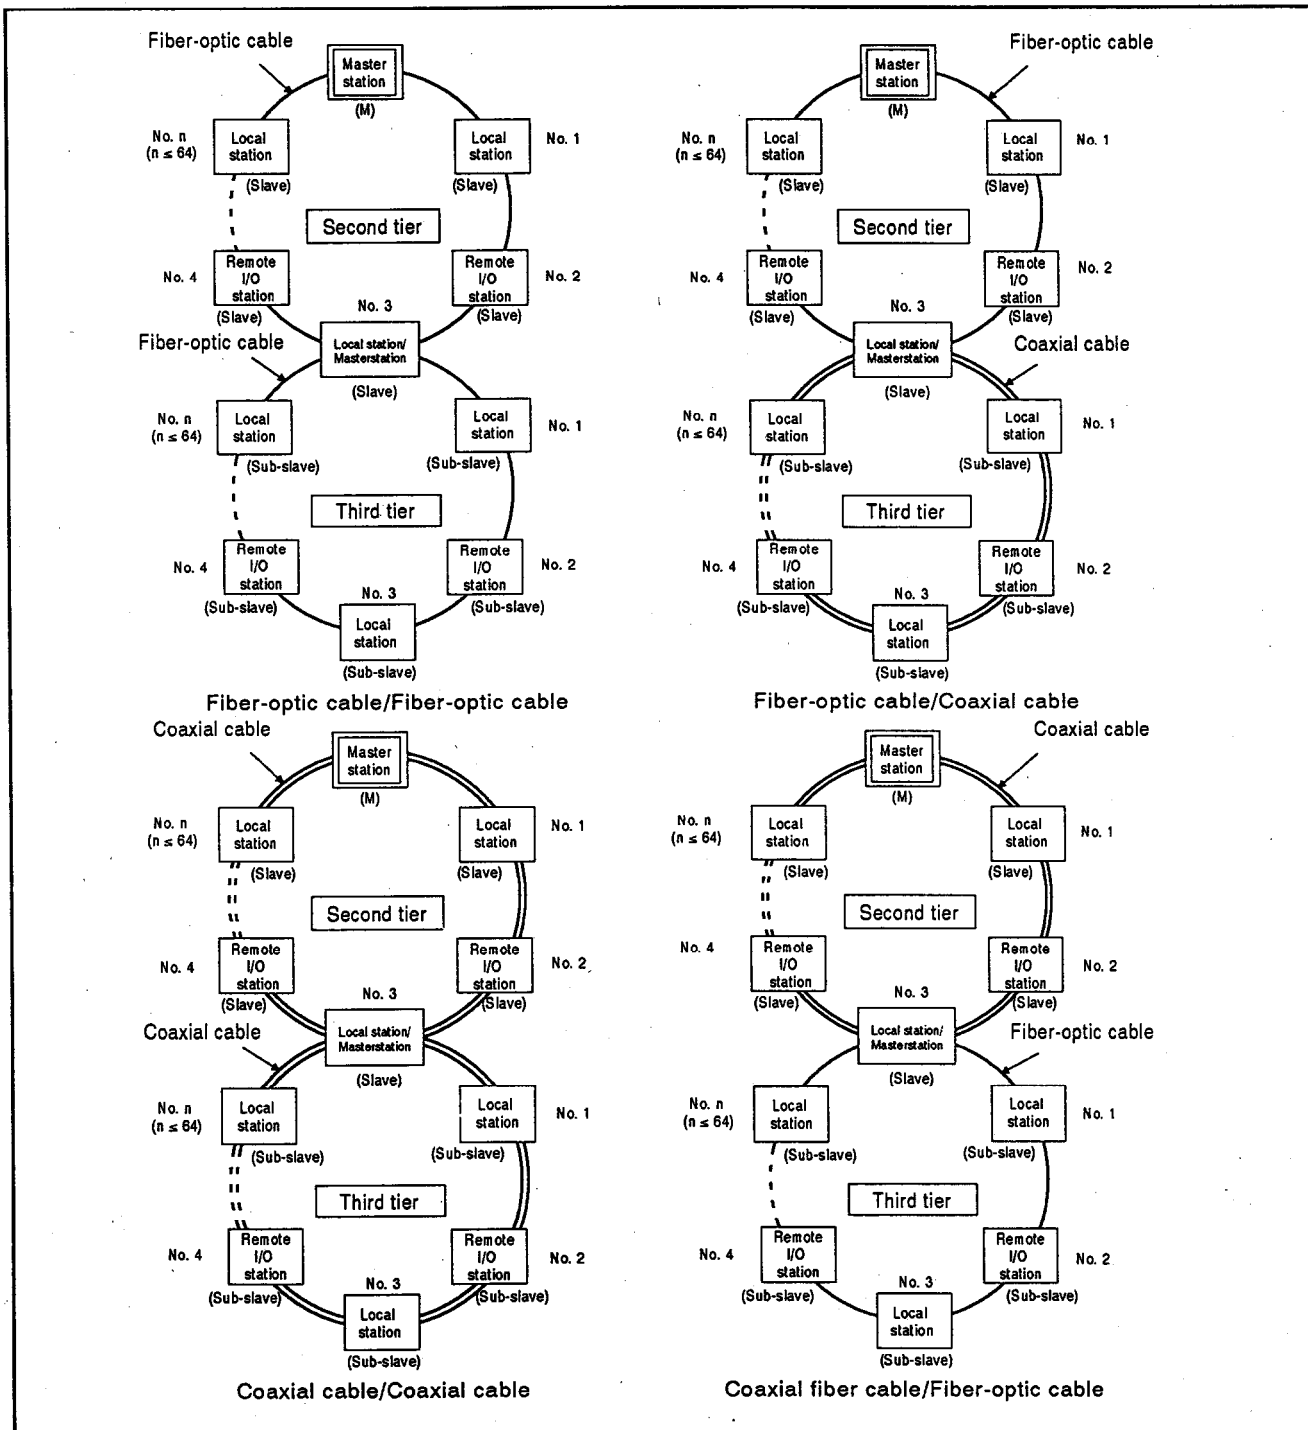 Fiber-optic cable
Master
station
(M)
No. n
(n ≤ 64)
Local
station
(Slave)
Local
station
(Slave)
No. 1
Second tier
No. 4
Remote
I/O
station
(Slave)
Remote
I/O
station
(Slave)
No. 2
No. 3
Local station/
Masterstation
(Slave)
Fiber-optic cable
No. n
(n ≤ 64)
Local
station
(Sub-slave)
Local
station
(Sub-slave)
No. 1
Third tier
No. 4
Remote
I/O
station
(Sub-slave)
Remote
I/O
station
(Sub-slave)
No. 2
No. 3
Local
station
(Sub-slave)
Fiber-optic cable/Fiber-optic cable
Fiber-optic cable
Master
station
(M)
No. n
(n ≤ 64)
Local
station
(Slave)
Local
station
(Slave)
No. 1
Second tier
No. 4
Remote
I/O
station
(Slave)
Remote
I/O
station
(Slave)
No. 2
No. 3
Local station/
Masterstation
(Slave)
Coaxial cable
No. n
(n ≤ 64)
Local
station
(Sub-slave)
Local
station
(Sub-slave)
No. 1
Third tier
No. 4
Remote
I/O
station
(Sub-slave)
Remote
I/O
station
(Sub-slave)
No. 2
No. 3
Local
station
(Sub-slave)
Fiber-optic cable/Coaxial cable
Coaxial cable
Master
station
(M)
No. n
(n ≤ 64)
Local
station
(Slave)
Local
station
(Slave)
No. 1
Second tier
No. 4
Remote
I/O
station
(Slave)
Remote
I/O
station
(Slave)
No. 2
No. 3
Local station/
Masterstation
(Slave)
Coaxial cable
No. n
(n ≤ 64)
Local
station
(Sub-slave)
Local
station
(Sub-slave)
No. 1
Third tier
No. 4
Remote
I/O
station
(Sub-slave)
Remote
I/O
station
(Sub-slave)
No. 2
No. 3
Local
station
(Sub-slave)
Coaxial cable/Coaxial cable
Coaxial cable
Master
station
(M)
No. n
(n ≤ 64)
Local
station
(Slave)
Local
station
(Slave)
No. 1
Second tier
No. 4
Remote
I/O
station
(Slave)
Remote
I/O
station
(Slave)
No. 2
No. 3
Local station/
Masterstation
(Slave)
Fiber-optic cable
No. n
(n ≤ 64)
Local
station
(Sub-slave)
Local
station
(Sub-slave)
No. 1
Third tier
No. 4
Remote
I/O
station
(Sub-slave)
Remote
I/O
station
(Sub-slave)
No. 2
No. 3
Local
station
(Sub-slave)
Coaxial fiber cable/Fiber-optic cable